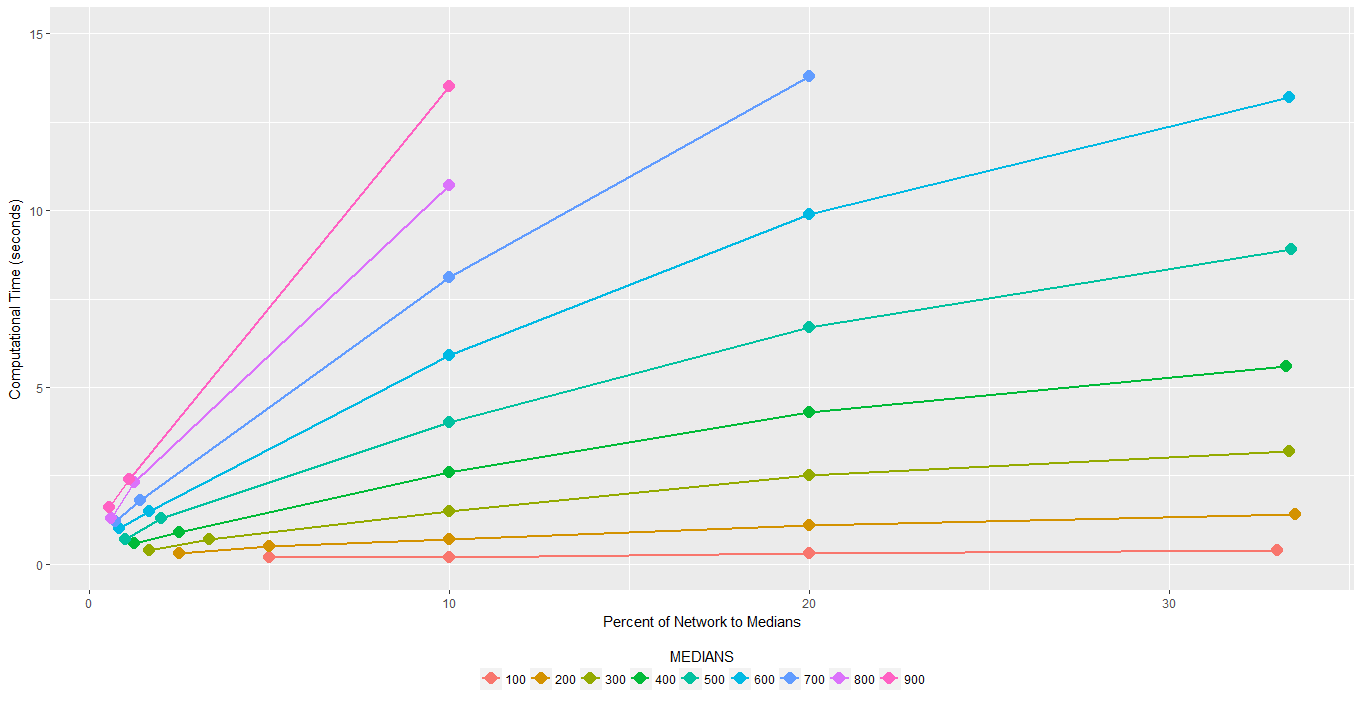 15
10
5
0
Computational Time (seconds)
0 10 20 30
Percent of Network to Medians
MEDIANS
100 200 300 400 500 600 700 800 900